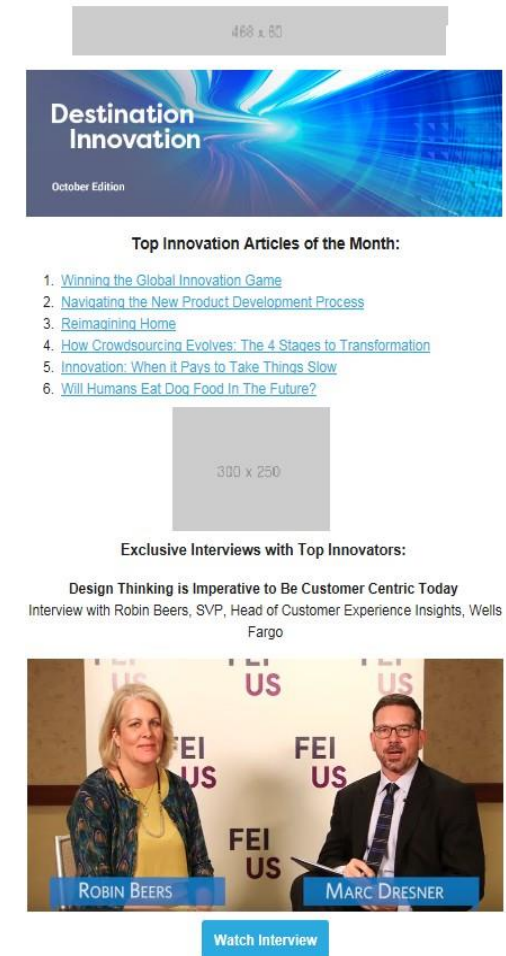 468 x 60
Destination
Innovation
October Edition
Top Innovation Articles of the Month:
1. Winning the Global Innovation Game
2. Navigating the New Product Development Process
3. Reimagining Home
4. How Crowdsourcing Evolves: The 4 Stages to Transformation
5. Innovation: When it Pays to Take Things Slow
6. Will Humans Eat Dog Food In The Future?
300 x 250
Exclusive Interviews with Top Innovators:
Design Thinking is Imperative to Be Customer Centric Today
Interview with Robin Beers, SVP, Head of Customer Experience Insights, Wells
Fargo
US US
FEI FEI
US US
FEI
US
ROBIN BEERS MARC DRESNER
Watch Interview